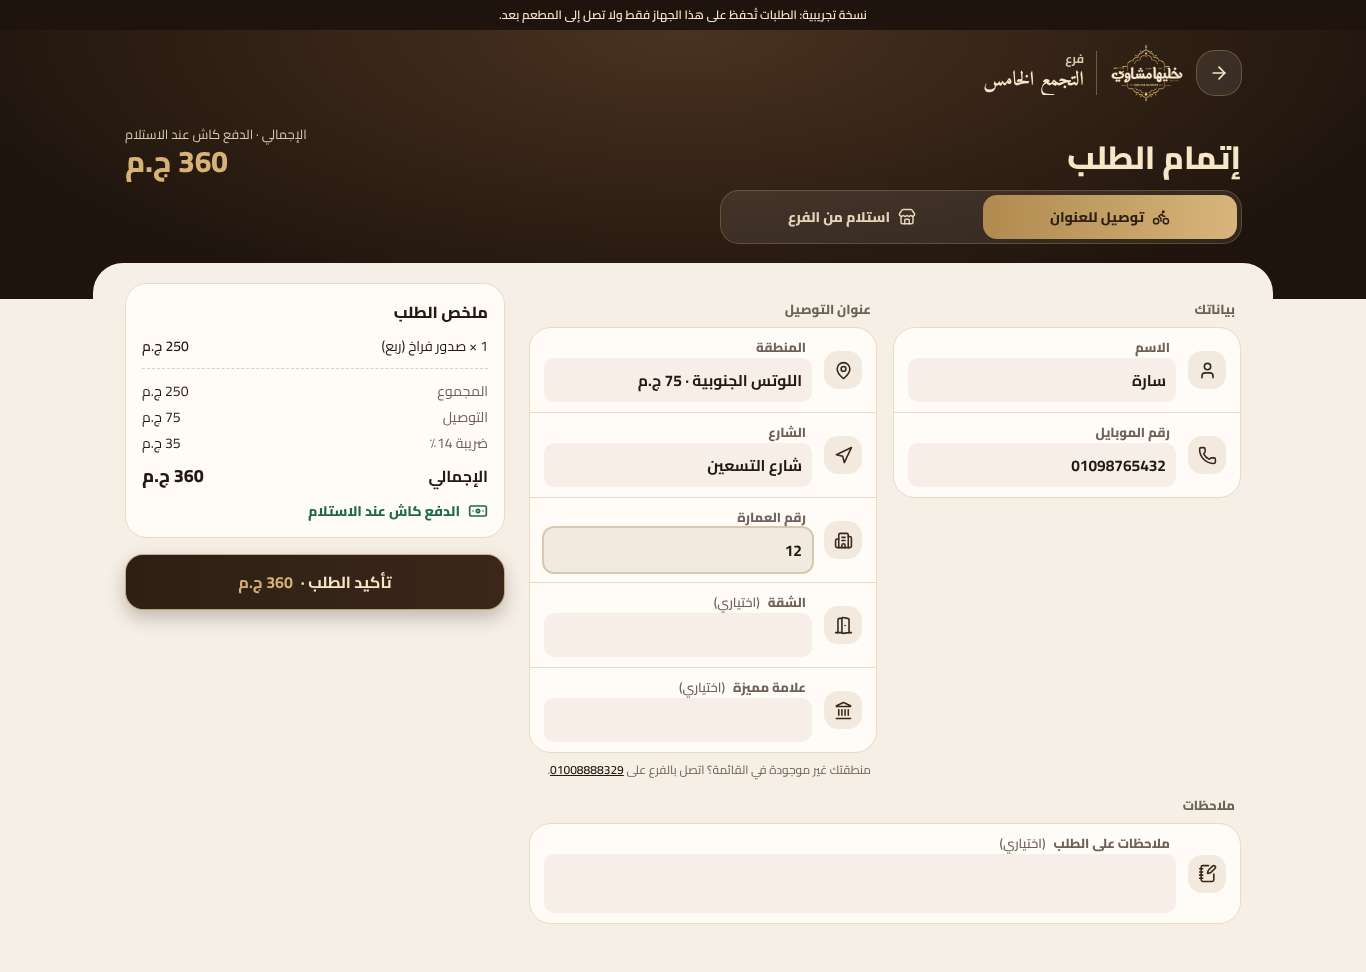 نسخة تجريبية: الطلبات تُحفظ على هذا الجهاز فقط ولا تصل إلى المطعم بعد.
خليها مشاوي
فرع
التجمع الخامس
إتمام الطلب
الإجمالي · الدفع كاش عند الاستلام
360 ج.م
توصيل للعنوان
استلام من الفرع
بياناتك
الاسم
سارة
رقم الموبايل
01098765432
عنوان التوصيل
المنطقة
اللوتس الجنوبية · 75 ج.م
الشارع
شارع التسعين
رقم العمارة
12
الشقة (اختياري)
علامة مميزة (اختياري)
منطقتك غير موجودة في القائمة؟ اتصل بالفرع على 01008888329.
ملاحظات
ملاحظات على الطلب (اختياري)
ملخص الطلب
1 × صدور فراخ (ربع) 250 ج.م
المجموع 250 ج.م
التوصيل 75 ج.م
ضريبة 14٪ 35 ج.م
الإجمالي 360 ج.م
الدفع كاش عند الاستلام
تأكيد الطلب · 360 ج.م